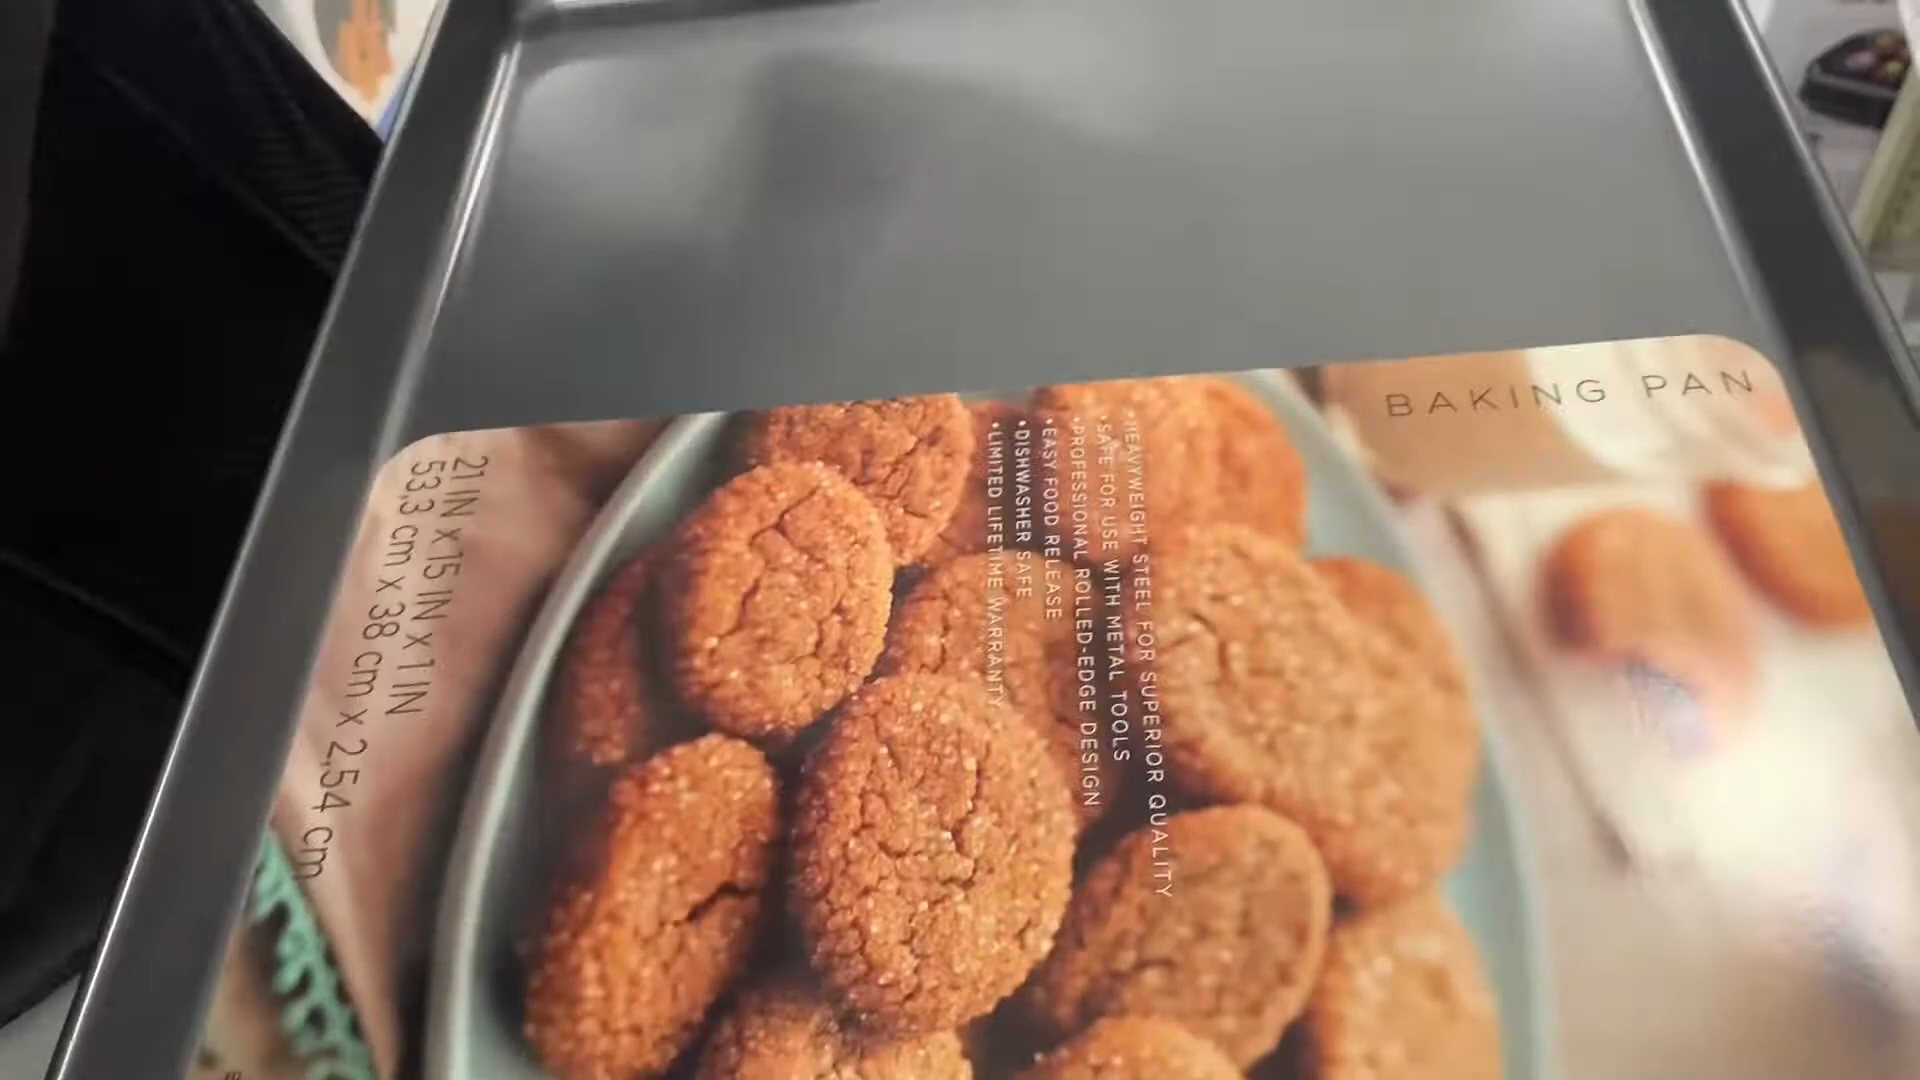 BAKING PAN
•HEAVYWEIGHT STEEL FOR SUPERIOR QUALITY
•SAFE FOR USE WITH METAL TOOLS
•PROFESSIONAL ROLLED-EDGE DESIGN
•EASY FOOD RELEASE
•DISHWASHER SAFE
•LIMITED LIFETIME WARRANTY
21 IN x 15 IN x 1 IN
53,3 cm x 38 cm x 2,54 cm